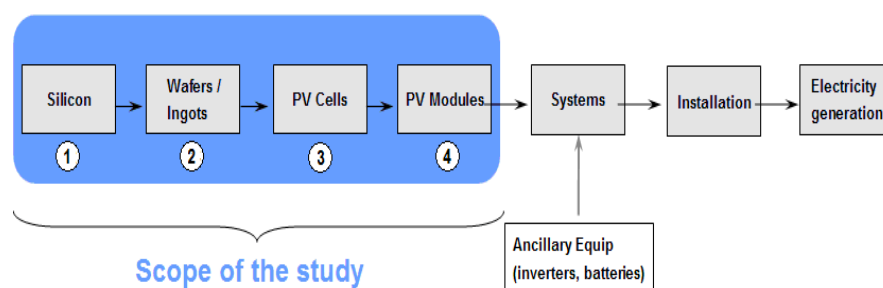 Silicon
Wafers /
Ingots
PV Cells
PV Modules
Systems
Installation
Electricity
generation
1
2
3
4
Ancillary Equip
(inverters, batteries)
Scope of the study